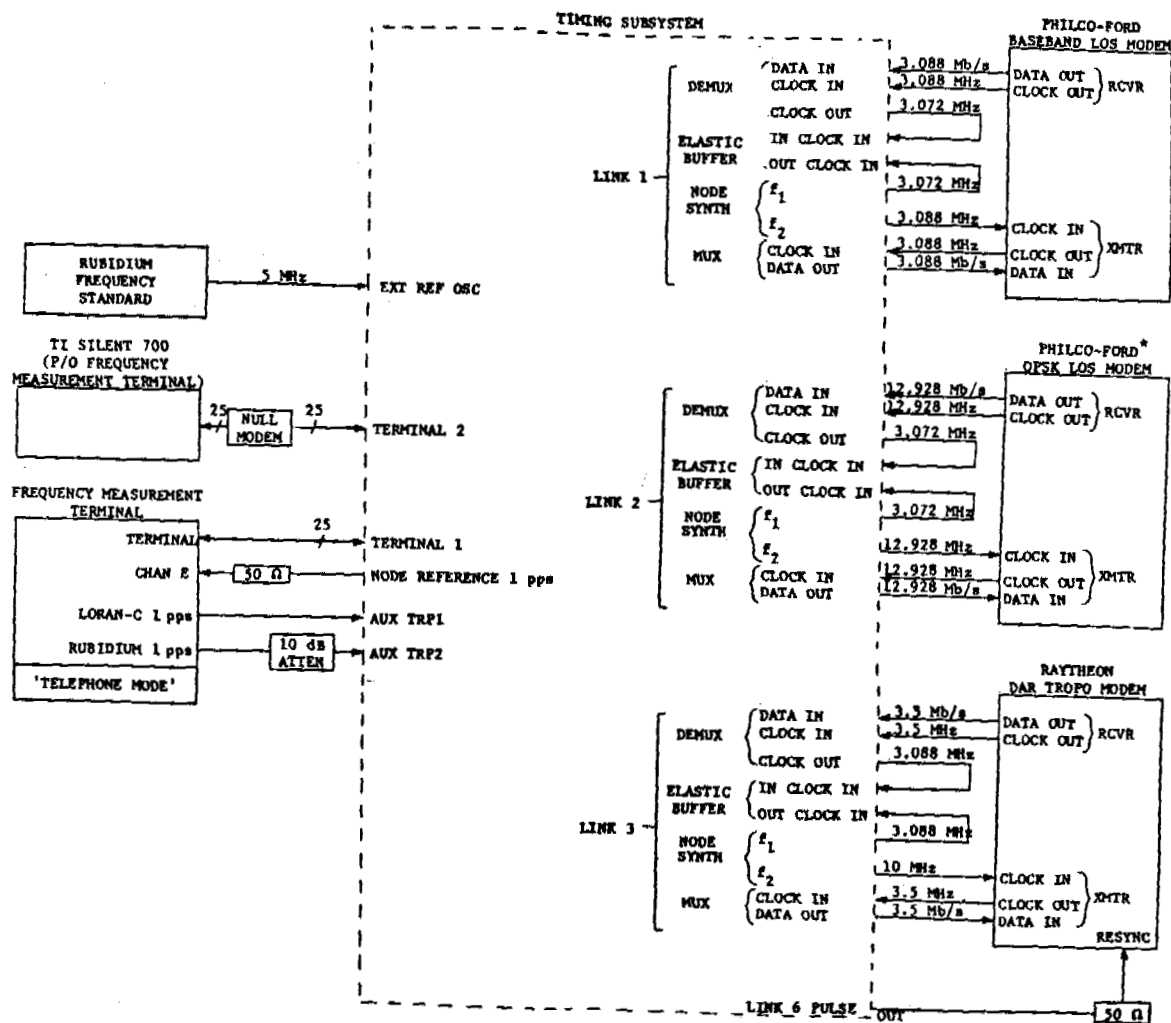 TIMING SUBSYSTEM
RUBIDIUM
FREQUENCY
STANDARD
5 MHz
EXT REF OSC
TI SILENT 700
(P/O FREQUENCY
MEASUREMENT TERMINAL)
25
NULL
MODEM
25
TERMINAL 2
FREQUENCY MEASUREMENT
TERMINAL
TERMINAL
25
TERMINAL 1
CHAN E
50 Ω
NODE REFERENCE 1 pps
LORAN-C 1 pps
AUX TRP1
RUBIDIUM 1 pps
10 dB
ATTEN
AUX TRP2
'TELEPHONE MODE'
LINK 1
DEMUX
DATA IN
CLOCK IN
CLOCK OUT
ELASTIC
BUFFER
IN CLOCK IN
OUT CLOCK IN
NODE
SYNTH
f1
f2
MUX
CLOCK IN
DATA OUT
3.088 Mb/s
3.088 MHz
3.072 MHz
3.072 MHz
3.088 MHz
3.088 MHz
3.088 Mb/s
PHILCO-FORD
BASEBAND LOS MODEM
DATA OUT
CLOCK OUT
RCVR
CLOCK IN
CLOCK OUT
DATA IN
XMTR
LINK 2
DEMUX
DATA IN
CLOCK IN
CLOCK OUT
ELASTIC
BUFFER
IN CLOCK IN
OUT CLOCK IN
NODE
SYNTH
f1
f2
MUX
CLOCK IN
DATA OUT
12.928 Mb/s
12.928 MHz
3.072 MHz
3.072 MHz
12.928 MHz
12.928 MHz
12.928 Mb/s
PHILCO-FORD*
QPSK LOS MODEM
DATA OUT
CLOCK OUT
RCVR
CLOCK IN
CLOCK OUT
DATA IN
XMTR
LINK 3
DEMUX
DATA IN
CLOCK IN
CLOCK OUT
ELASTIC
BUFFER
IN CLOCK IN
OUT CLOCK IN
NODE
SYNTH
f1
f2
MUX
CLOCK IN
DATA OUT
3.5 Mb/s
3.5 MHz
3.088 MHz
3.088 MHz
10 MHz
3.5 MHz
3.5 Mb/s
RAYTHEON
DAR TROPO MODEM
DATA OUT
CLOCK OUT
RCVR
CLOCK IN
CLOCK OUT
DATA IN
XMTR
RESYNC
LINK 6 PULSE OUT
50 Ω